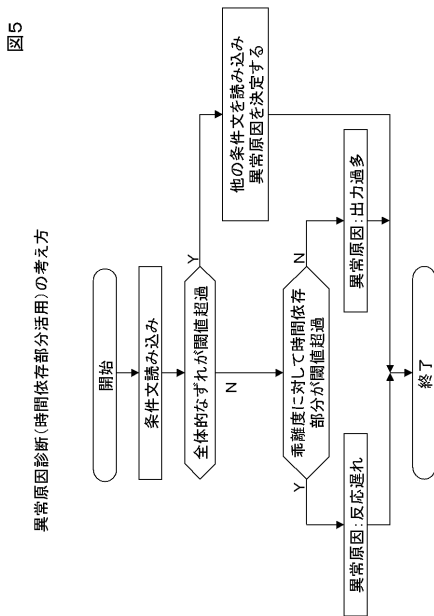 図5
異常原因診断(時間依存部分活用)の考え方
開始
条件文読み込み
全体的なずれが閾値超過
Y
N
他の条件文を読み込み
異常原因を決定する
乖離度に対して時間依存
部分が閾値超過
Y
N
異常原因:反応遅れ
異常原因:出力過多
終了